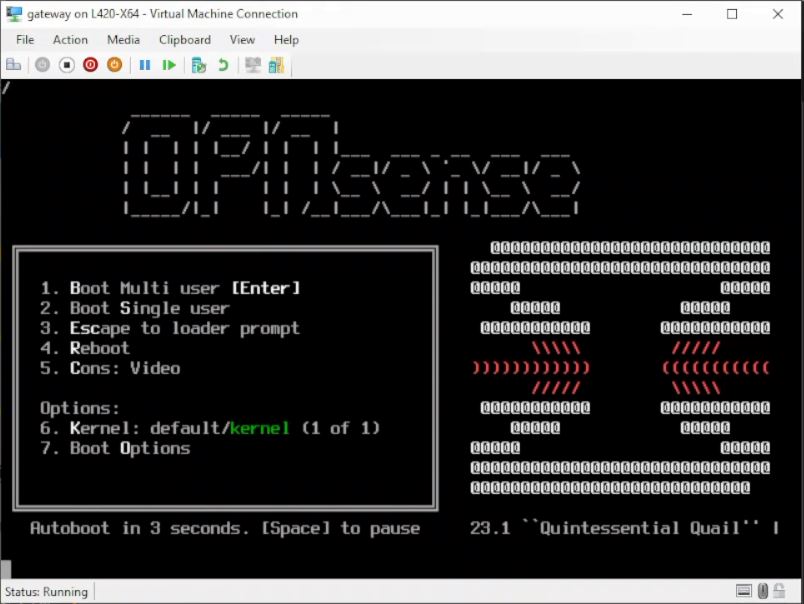 gateway on L420-X64 - Virtual Machine Connection
File Action Media Clipboard View Help
/
OPNsense
1. Boot Multi user [Enter]
2. Boot Single user
3. Escape to loader prompt
4. Reboot
5. Cons: Video
Options:
6. Kernel: default/kernel (1 of 1)
7. Boot Options
Autoboot in 3 seconds. [Space] to pause
23.1 ``Quintessential Quail'' |
Status: Running